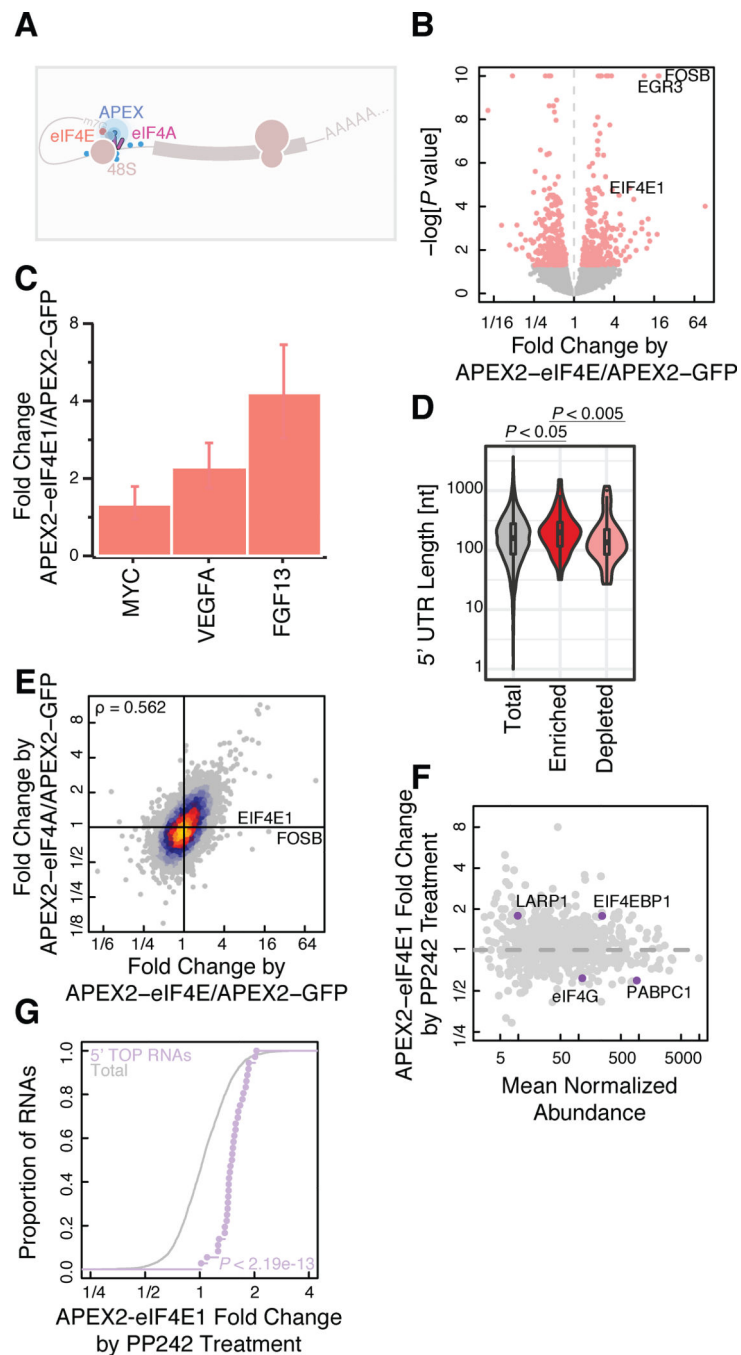 A
APEX
m7G
eIF4E
eIF4A
48S
AAAAA...
B
−log[P value]
10
8
6
4
2
0
FOSB
EGR3
EIF4E1
1/16
1/4
1
4
16
64
Fold Change by
APEX2−eIF4E/APEX2−GFP
C
Fold Change
APEX2−eIF4E1/APEX2−GFP
8
4
2
0
MYC
VEGFA
FGF13
D
P < 0.005
P < 0.05
5' UTR Length [nt]
1000
100
10
1
Total
Enriched
Depleted
E
ρ = 0.562
Fold Change by
APEX2−eIF4A/APEX2−GFP
8
4
2
1
1/2
1/4
1/8
EIF4E1
FOSB
1/6
1/4
1
4
16
64
Fold Change by
APEX2−eIF4E/APEX2−GFP
F
APEX2−eIF4E1 Fold Change
by PP242 Treatment
8
4
2
1
1/2
1/4
LARP1
EIF4EBP1
eIF4G
PABPC1
5
50
500
5000
Mean Normalized
Abundance
G
5' TOP RNAs
Total
Proportion of RNAs
1.0
0.8
0.6
0.4
0.2
0.0
P < 2.19e-13
1/4
1/2
1
2
4
APEX2-eIF4E1 Fold Change
by PP242 Treatment